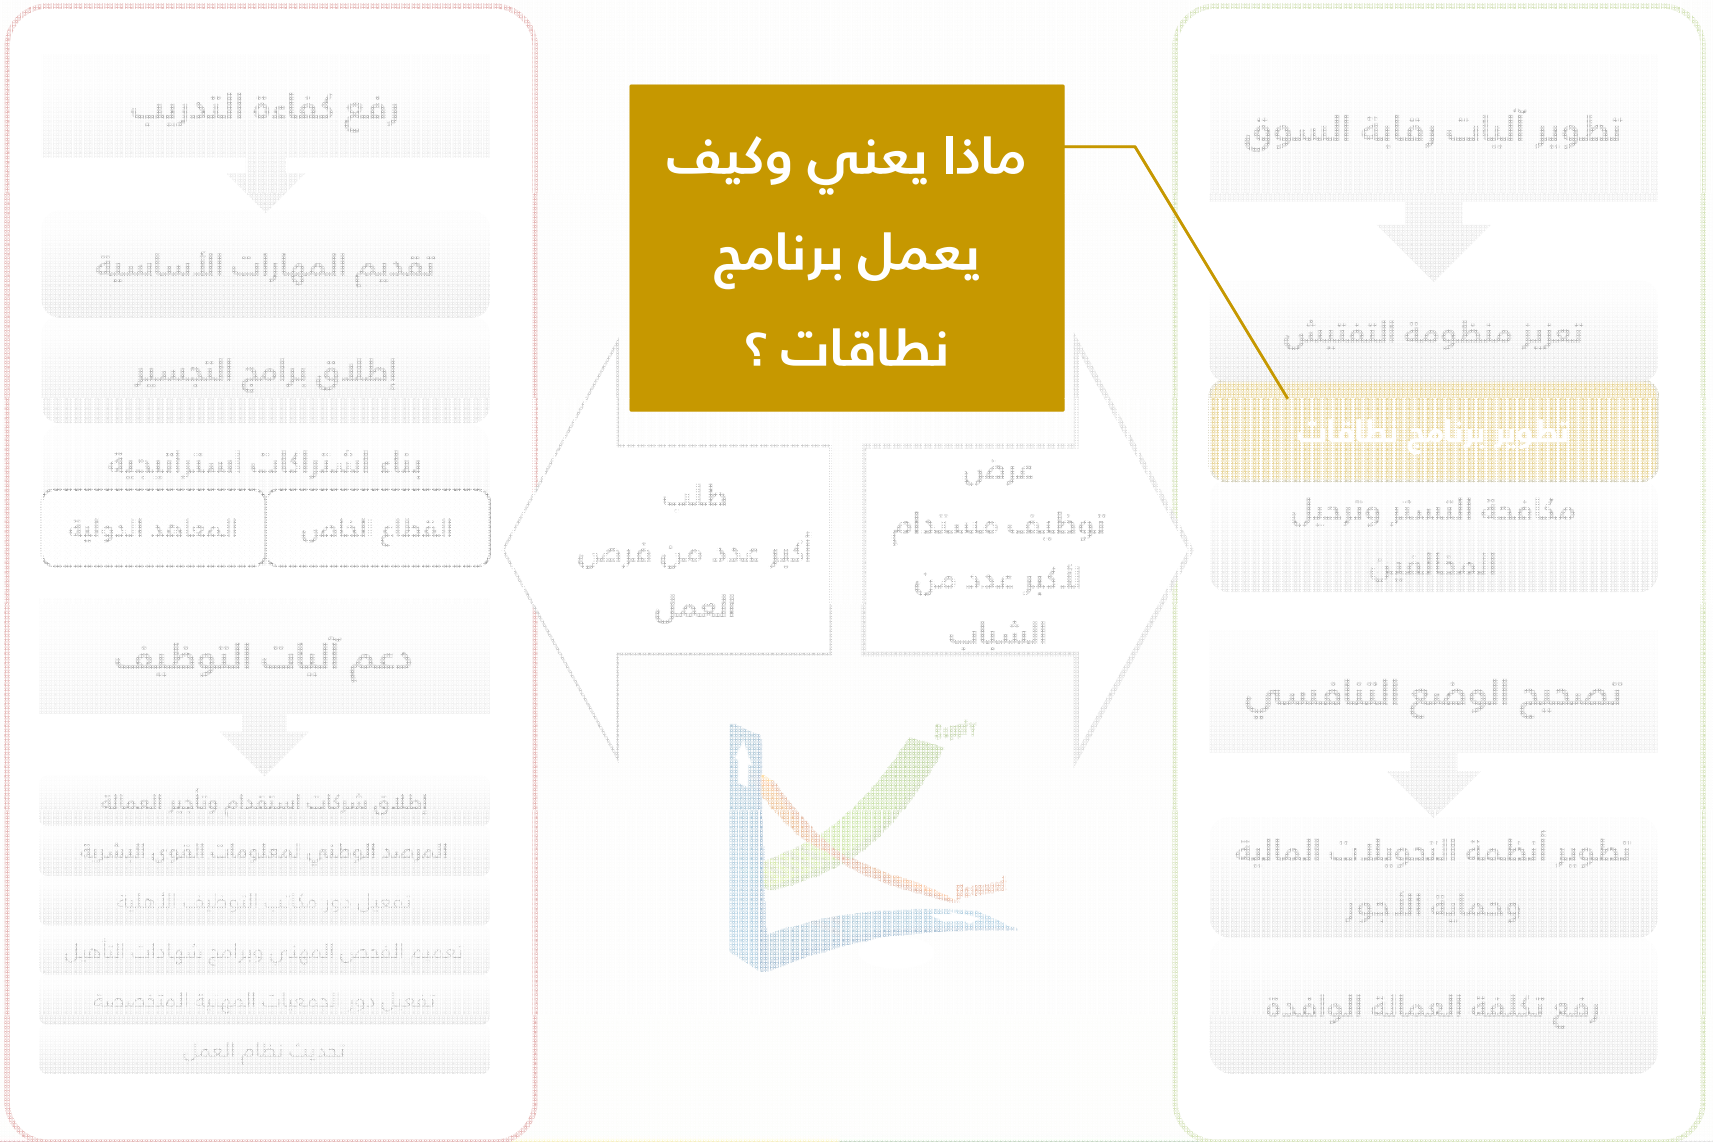 ماذا يعني وكيف
يعمل برنامج
نطاقات ؟
تطوير آليات رقابة السوق
تعزيز منظومة التفتيش
تطوير برنامج نطاقات
مكافحة التستر وترحيل
المخالفين
تصحيح الوضع التنافسي
تطوير أنظمة التحويلات المالية
وحماية الأجور
رفع تكلفة العمالة الوافدة
عرض
توظيف مستدام
لأكبر عدد من
الشباب
طلب
أكبر عدد من فرص
العمل
رفع كفاءة التدريب
تقديم المهارات الأساسية
إطلاق برامج التجسير
بناء اشتراكات استراتيجية
القطاع الخاص
المعاهد الدولية
دعم آليات التوظيف
إطلاق شركات استقدام وتأجير العمالة
المرصد الوطني لمعلومات القوى البشرية
تفعيل دور مكاتب التوظيف الأهلية
تعميم الفحص المهني وبرامج شهادات التأهيل
تفعيل دور الجمعيات المهنية المتخصصة
تحديث نظام العمل